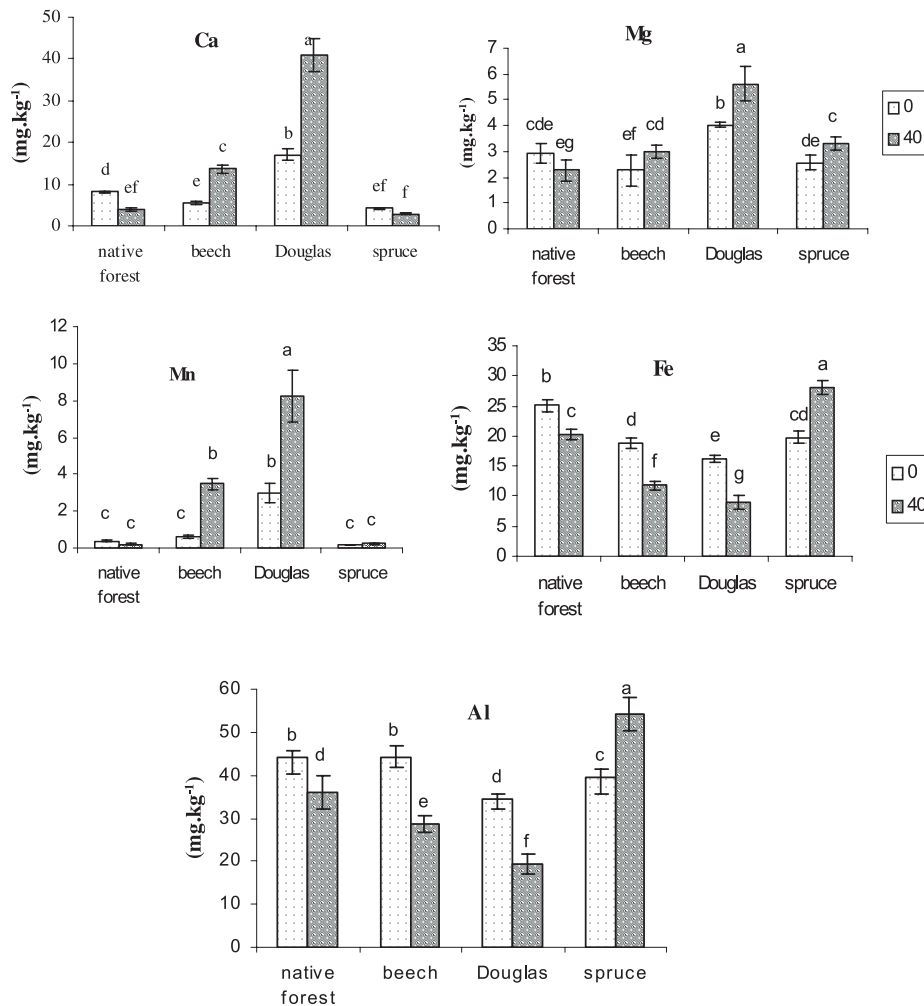 Ca
(mg.kg-1)
50
40
30
20
10
0
d
ef
e
c
b
a
ef
f
native
forest
beech
Douglas
spruce
Mg
(mg.kg-1)
7
6
5
4
3
2
1
0
cde
eg
ef
cd
b
a
de
c
native
forest
beech
Douglas
spruce
0
40
Mn
(mg.kg-1)
12
10
8
6
4
2
0
c
c
c
b
b
a
c
c
native
forest
beech
Douglas
spruce
Fe
(mg.kg-1)
35
30
25
20
15
10
5
0
b
c
d
f
e
g
cd
a
native
forest
beech
Douglas
spruce
0
40
Al
(mg.kg-1)
60
50
40
30
20
10
0
b
d
b
e
d
f
c
a
native
forest
beech
Douglas
spruce